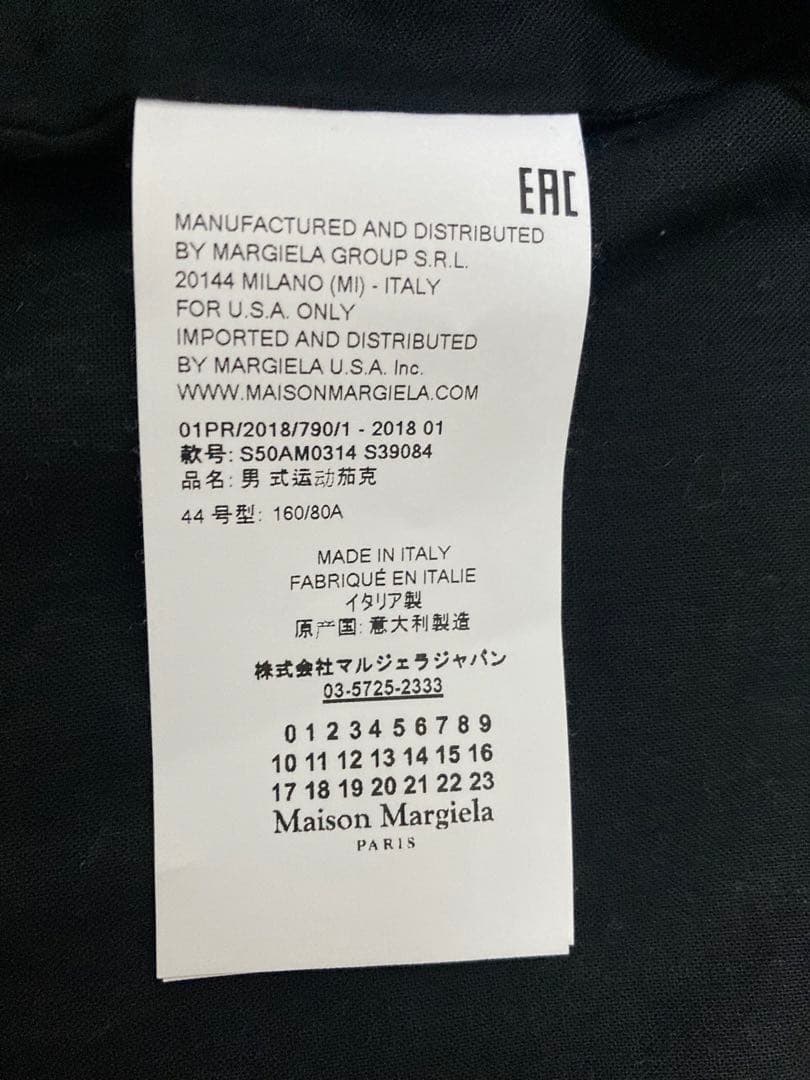 EAC
MANUFACTURED AND DISTRIBUTED
BY MARGIELA GROUP S.R.L.
20144 MILANO (MI) - ITALY
FOR U.S.A. ONLY
IMPORTED AND DISTRIBUTED
BY MARGIELA U.S.A. Inc.
WWW.MAISONMARGIELA.COM
01PR/2018/790/1 - 2018 01
款号: S50AM0314 S39084
品名: 男 式运动茄克
44 号型: 160/80A
MADE IN ITALY
FABRIQUÉ EN ITALIE
イタリア製
原产国: 意大利製造
株式会社マルジェラジャパン
03-5725-2333
0 1 2 3 4 5 6 7 8 9
10 11 12 13 14 15 16
17 18 19 20 21 22 23
Maison Margiela
PARIS